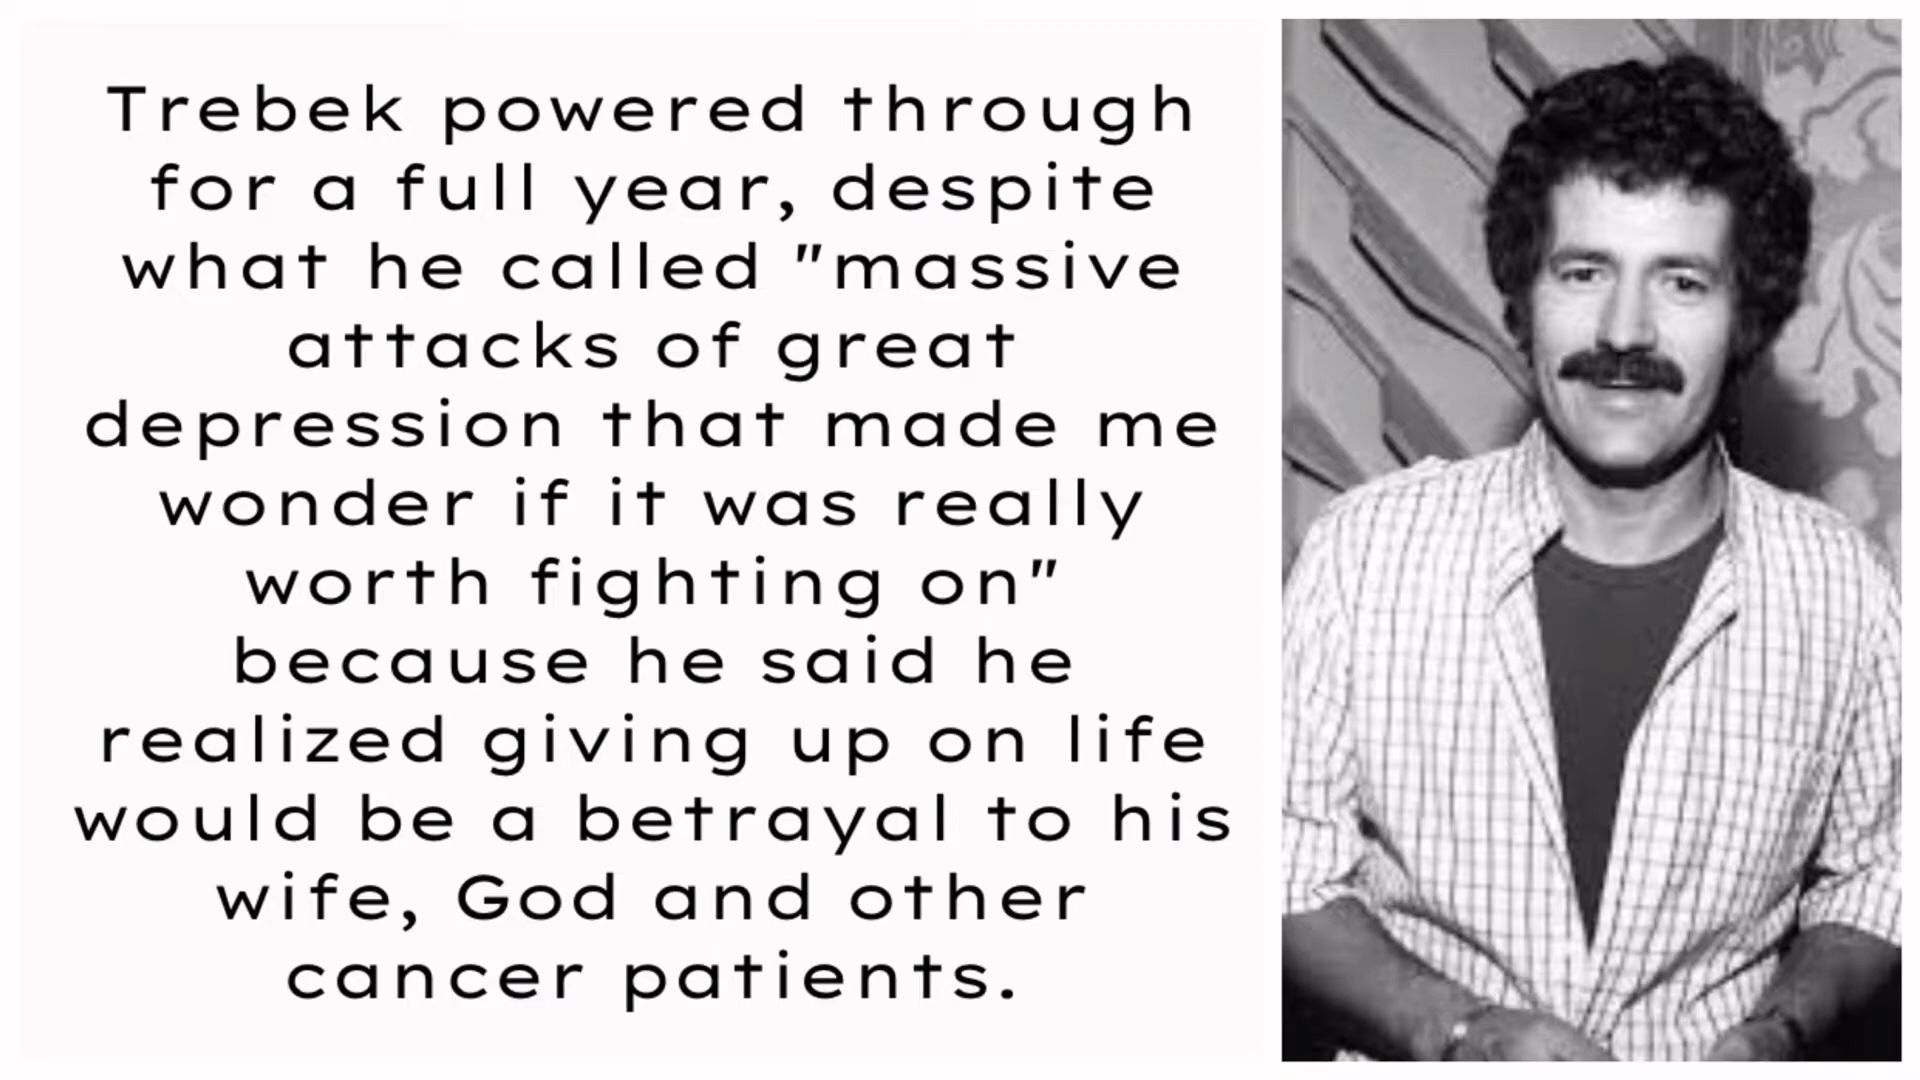 Trebek powered through
for a full year, despite
what he called "massive
attacks of great
depression that made me
wonder if it was really
worth fighting on"
because he said he
realized giving up on life
would be a betrayal to his
wife, God and other
cancer patients.